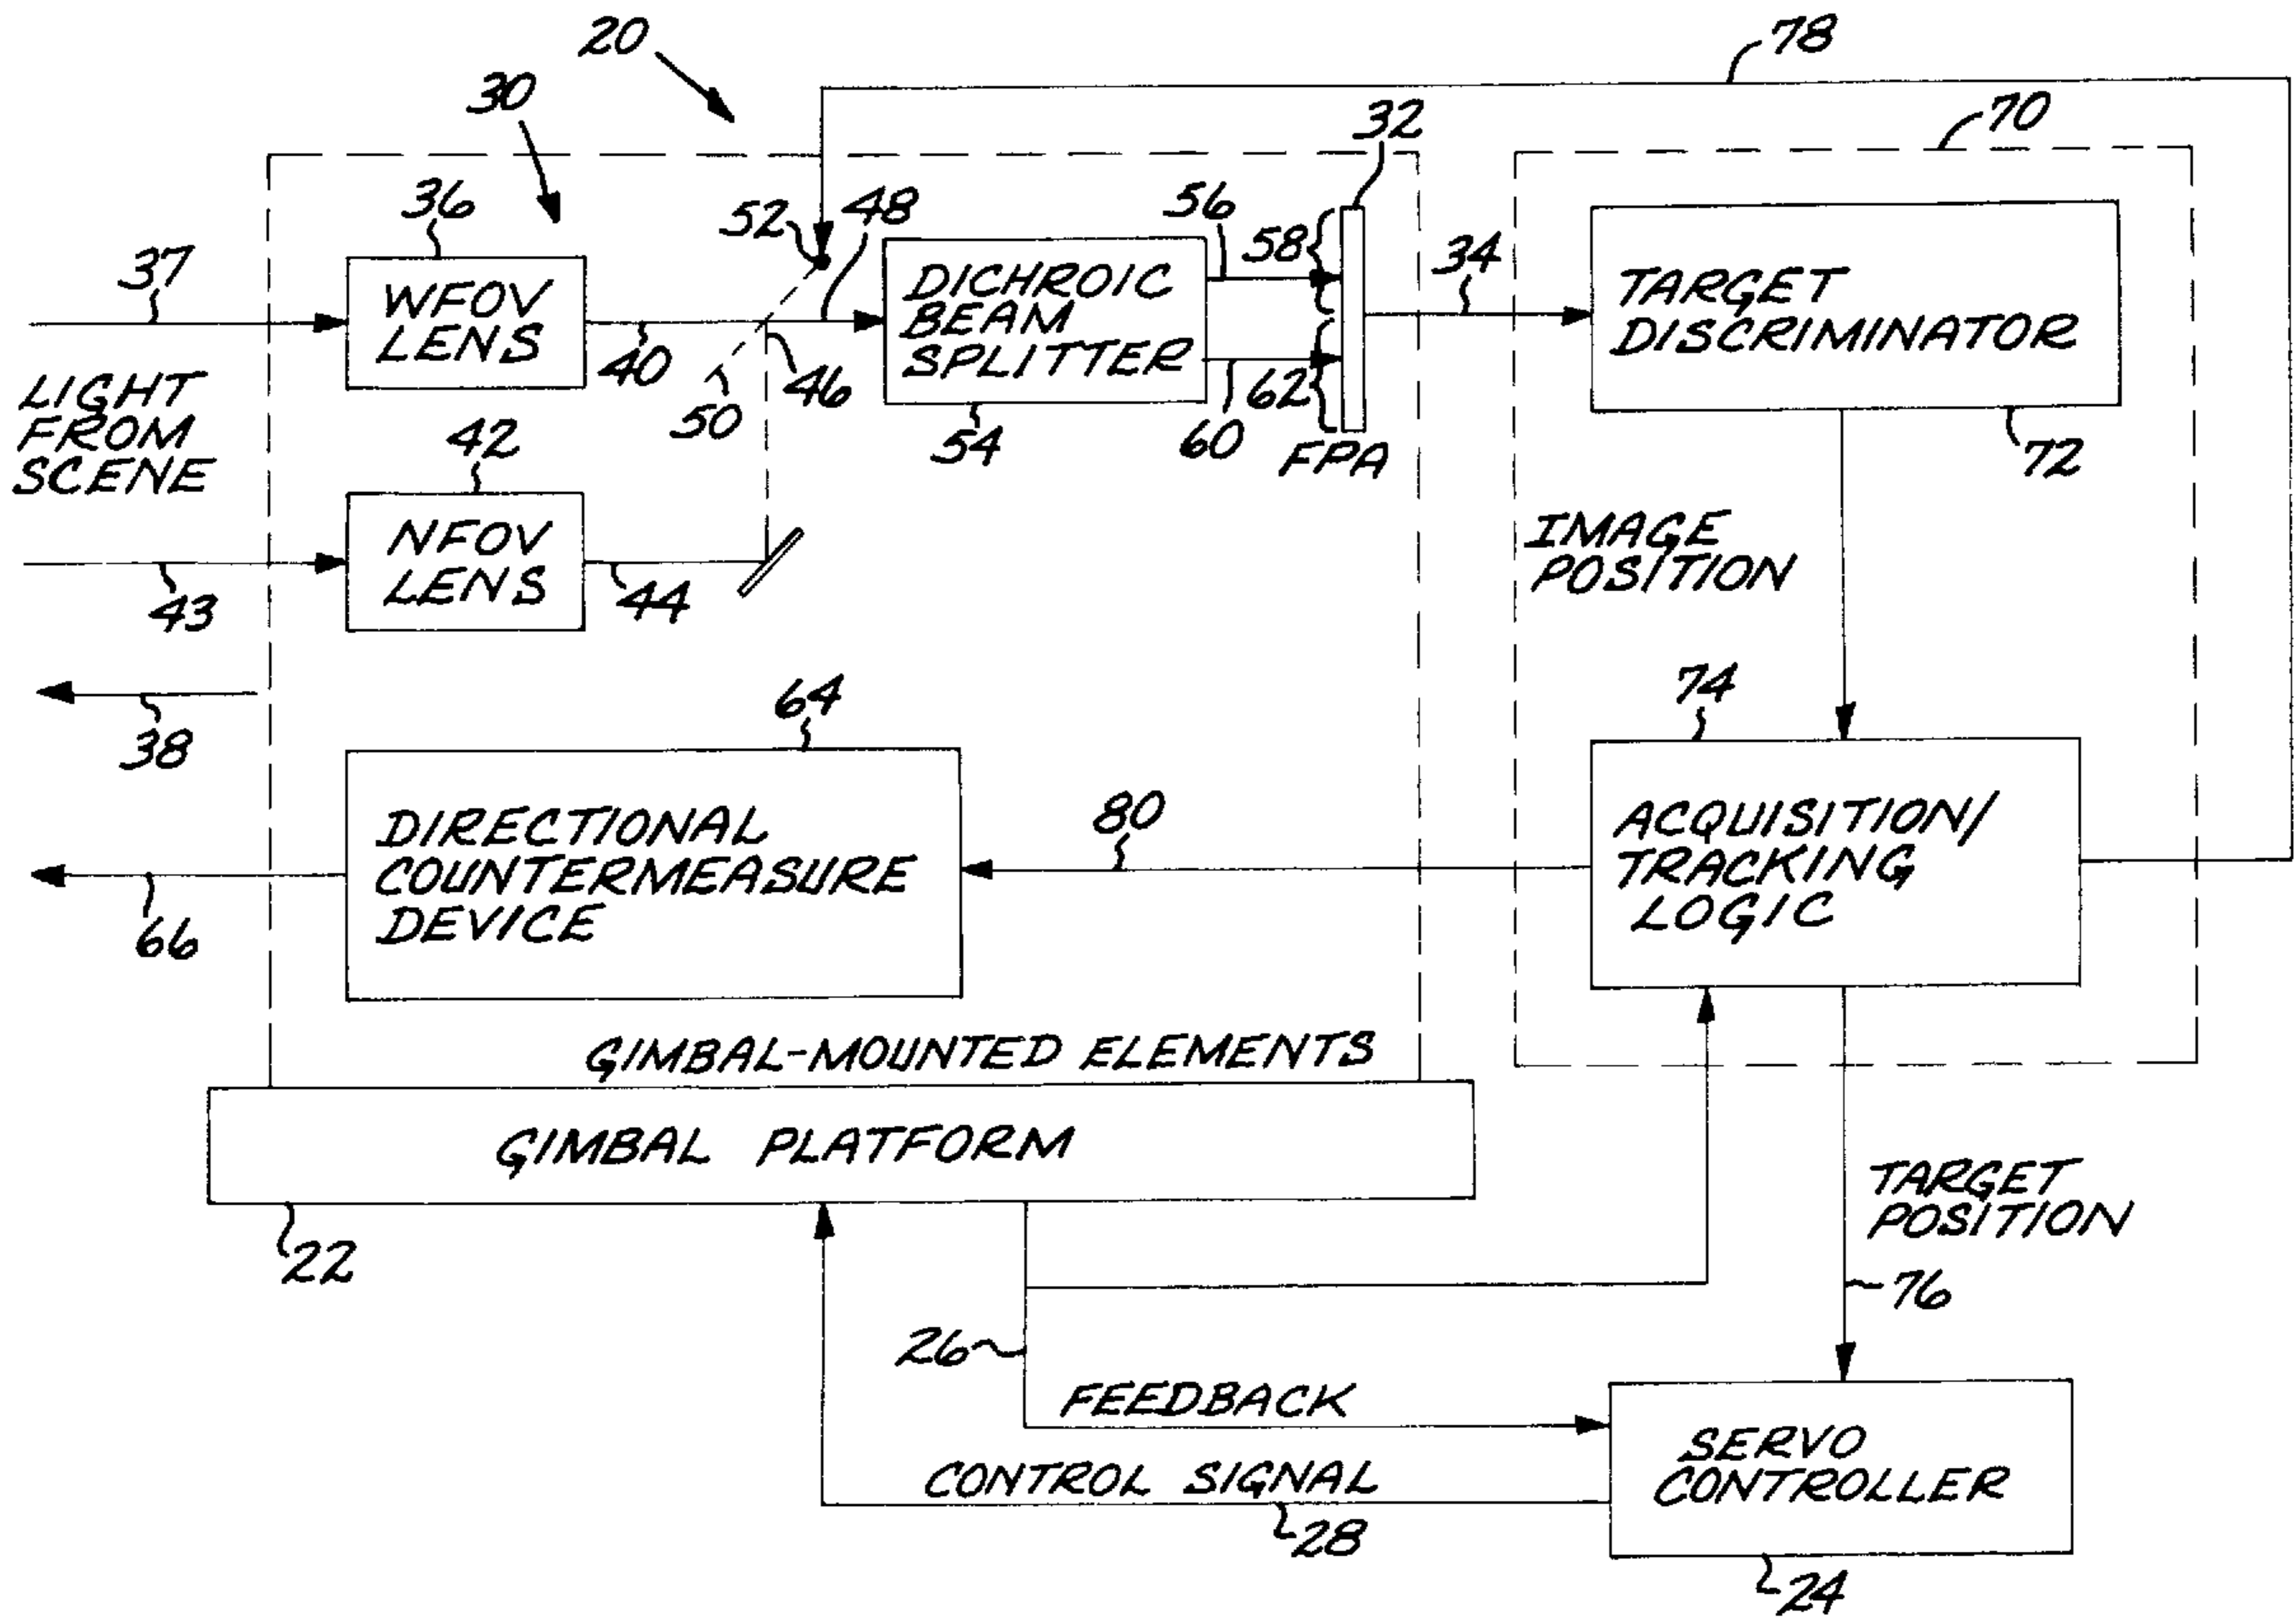 20
78
30
32
70
36
52
48
56
58
34
37
WFOV
LENS
DICHROIC
BEAM
SPLITTER
TARGET
DISCRIMINATOR
40
50
46
54
60
62
FPA
72
LIGHT
FROM
SCENE
42
NFOV
LENS
43
44
IMAGE
POSITION
38
64
74
DIRECTIONAL
COUNTERMEASURE
DEVICE
80
ACQUISITION/
TRACKING
LOGIC
66
GIMBAL-MOUNTED ELEMENTS
GIMBAL PLATFORM
22
TARGET
POSITION
76
26
FEEDBACK
CONTROL SIGNAL
28
SERVO
CONTROLLER
24